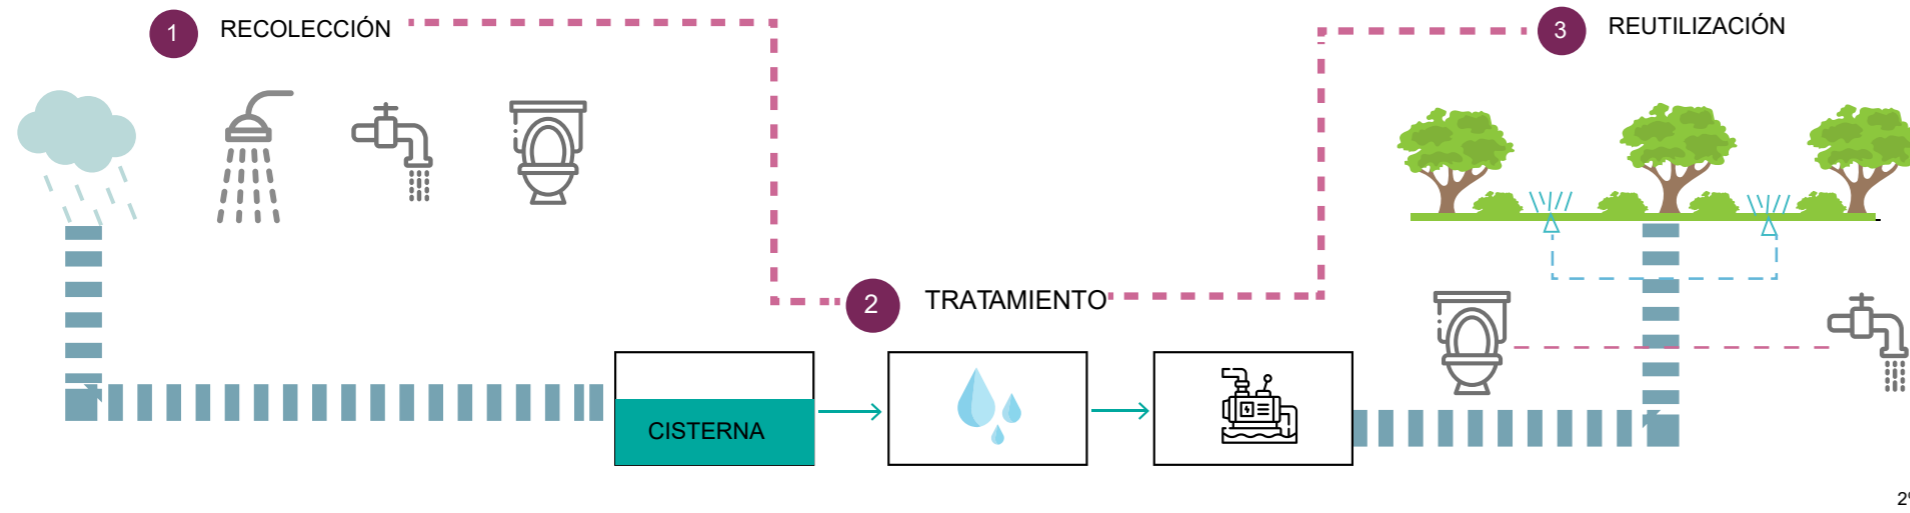 1 RECOLECCIÓN
3 REUTILIZACIÓN
2 TRATAMIENTO
CISTERNA